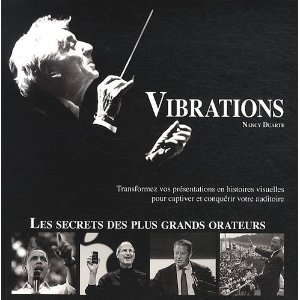 VIBRATIONS
NANCY DUARTE
Transformez vos présentations en histoires visuelles
pour captiver et conquérir votre auditoire
LES SECRETS DES PLUS GRANDS ORATEURS